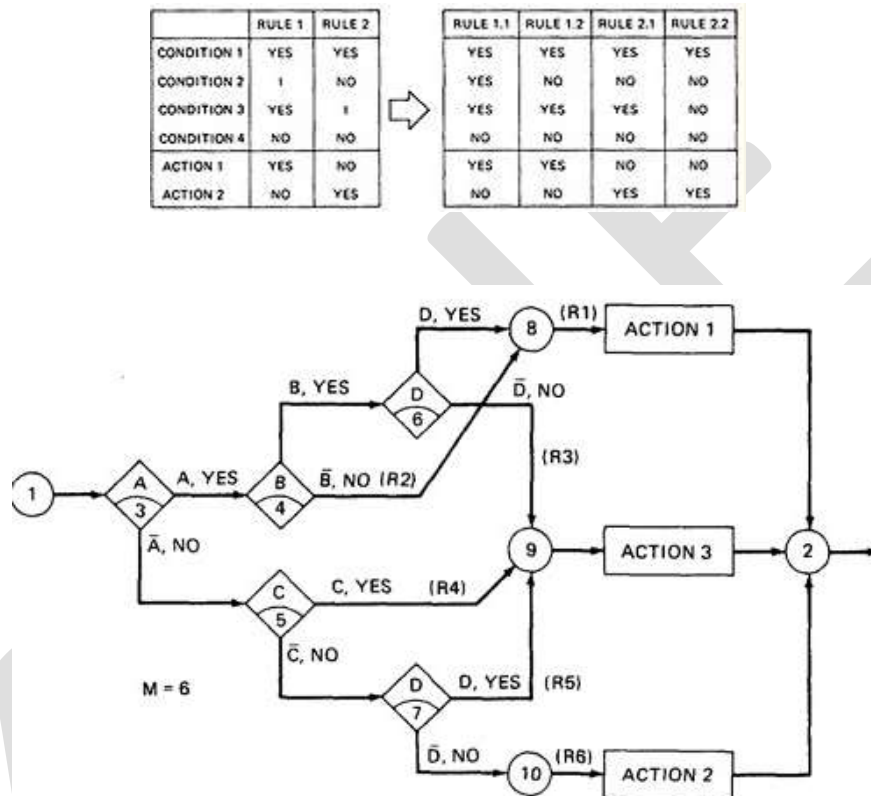 RULE 1 RULE 2
CONDITION 1 YES YES
CONDITION 2 I NO
CONDITION 3 YES I
CONDITION 4 NO NO
ACTION 1 YES NO
ACTION 2 NO YES
RULE 1.1 RULE 1.2 RULE 2.1 RULE 2.2
YES YES YES YES
YES NO NO NO
YES YES YES NO
NO NO NO NO
YES YES NO NO
NO NO YES YES
D, YES
8
(R1)
ACTION 1
B, YES
D
6
D̅, NO
(R3)
1
A
3
A, YES
B
4
B̅, NO (R2)
A̅, NO
9
ACTION 3
2
C
5
C, YES (R4)
C̅, NO
M = 6
D
7
D, YES (R5)
D̅, NO
10
(R6)
ACTION 2